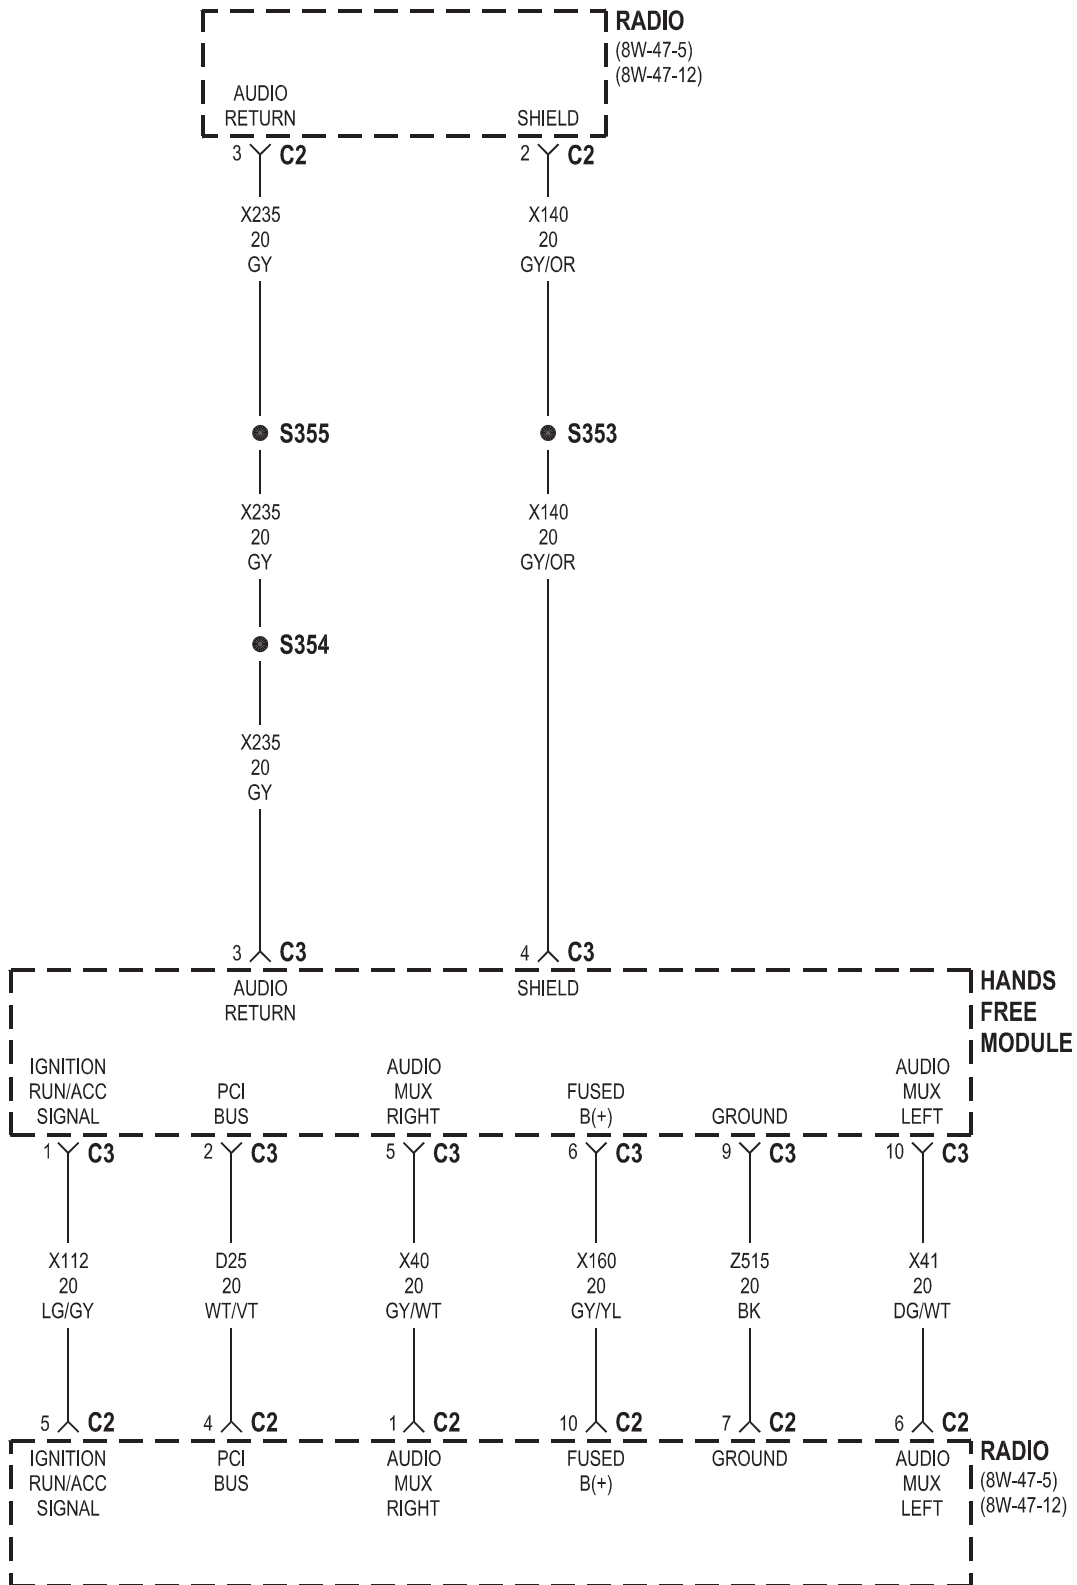 RADIO
(8W-47-5)
(8W-47-12)
AUDIO
RETURN
SHIELD
3 C2
2 C2
X235
20
GY
X140
20
GY/OR
S355
S353
X235
20
GY
X140
20
GY/OR
S354
X235
20
GY
3 C3
4 C3
AUDIO
RETURN
SHIELD
HANDS
FREE
MODULE
IGNITION
RUN/ACC
SIGNAL
PCI
BUS
AUDIO
MUX
RIGHT
FUSED
B(+)
GROUND
AUDIO
MUX
LEFT
1 C3
2 C3
5 C3
6 C3
9 C3
10 C3
X112
20
LG/GY
D25
20
WT/VT
X40
20
GY/WT
X160
20
GY/YL
Z515
20
BK
X41
20
DG/WT
5 C2
4 C2
1 C2
10 C2
7 C2
6 C2
IGNITION
RUN/ACC
SIGNAL
PCI
BUS
AUDIO
MUX
RIGHT
FUSED
B(+)
GROUND
AUDIO
MUX
LEFT
RADIO
(8W-47-5)
(8W-47-12)